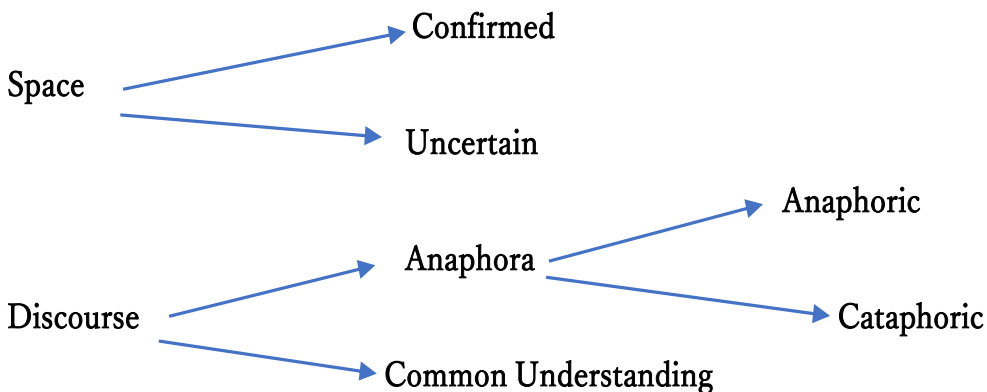 Confirmed
Space
Uncertain
Anaphoric
Anaphora
Discourse
Cataphoric
Common Understanding